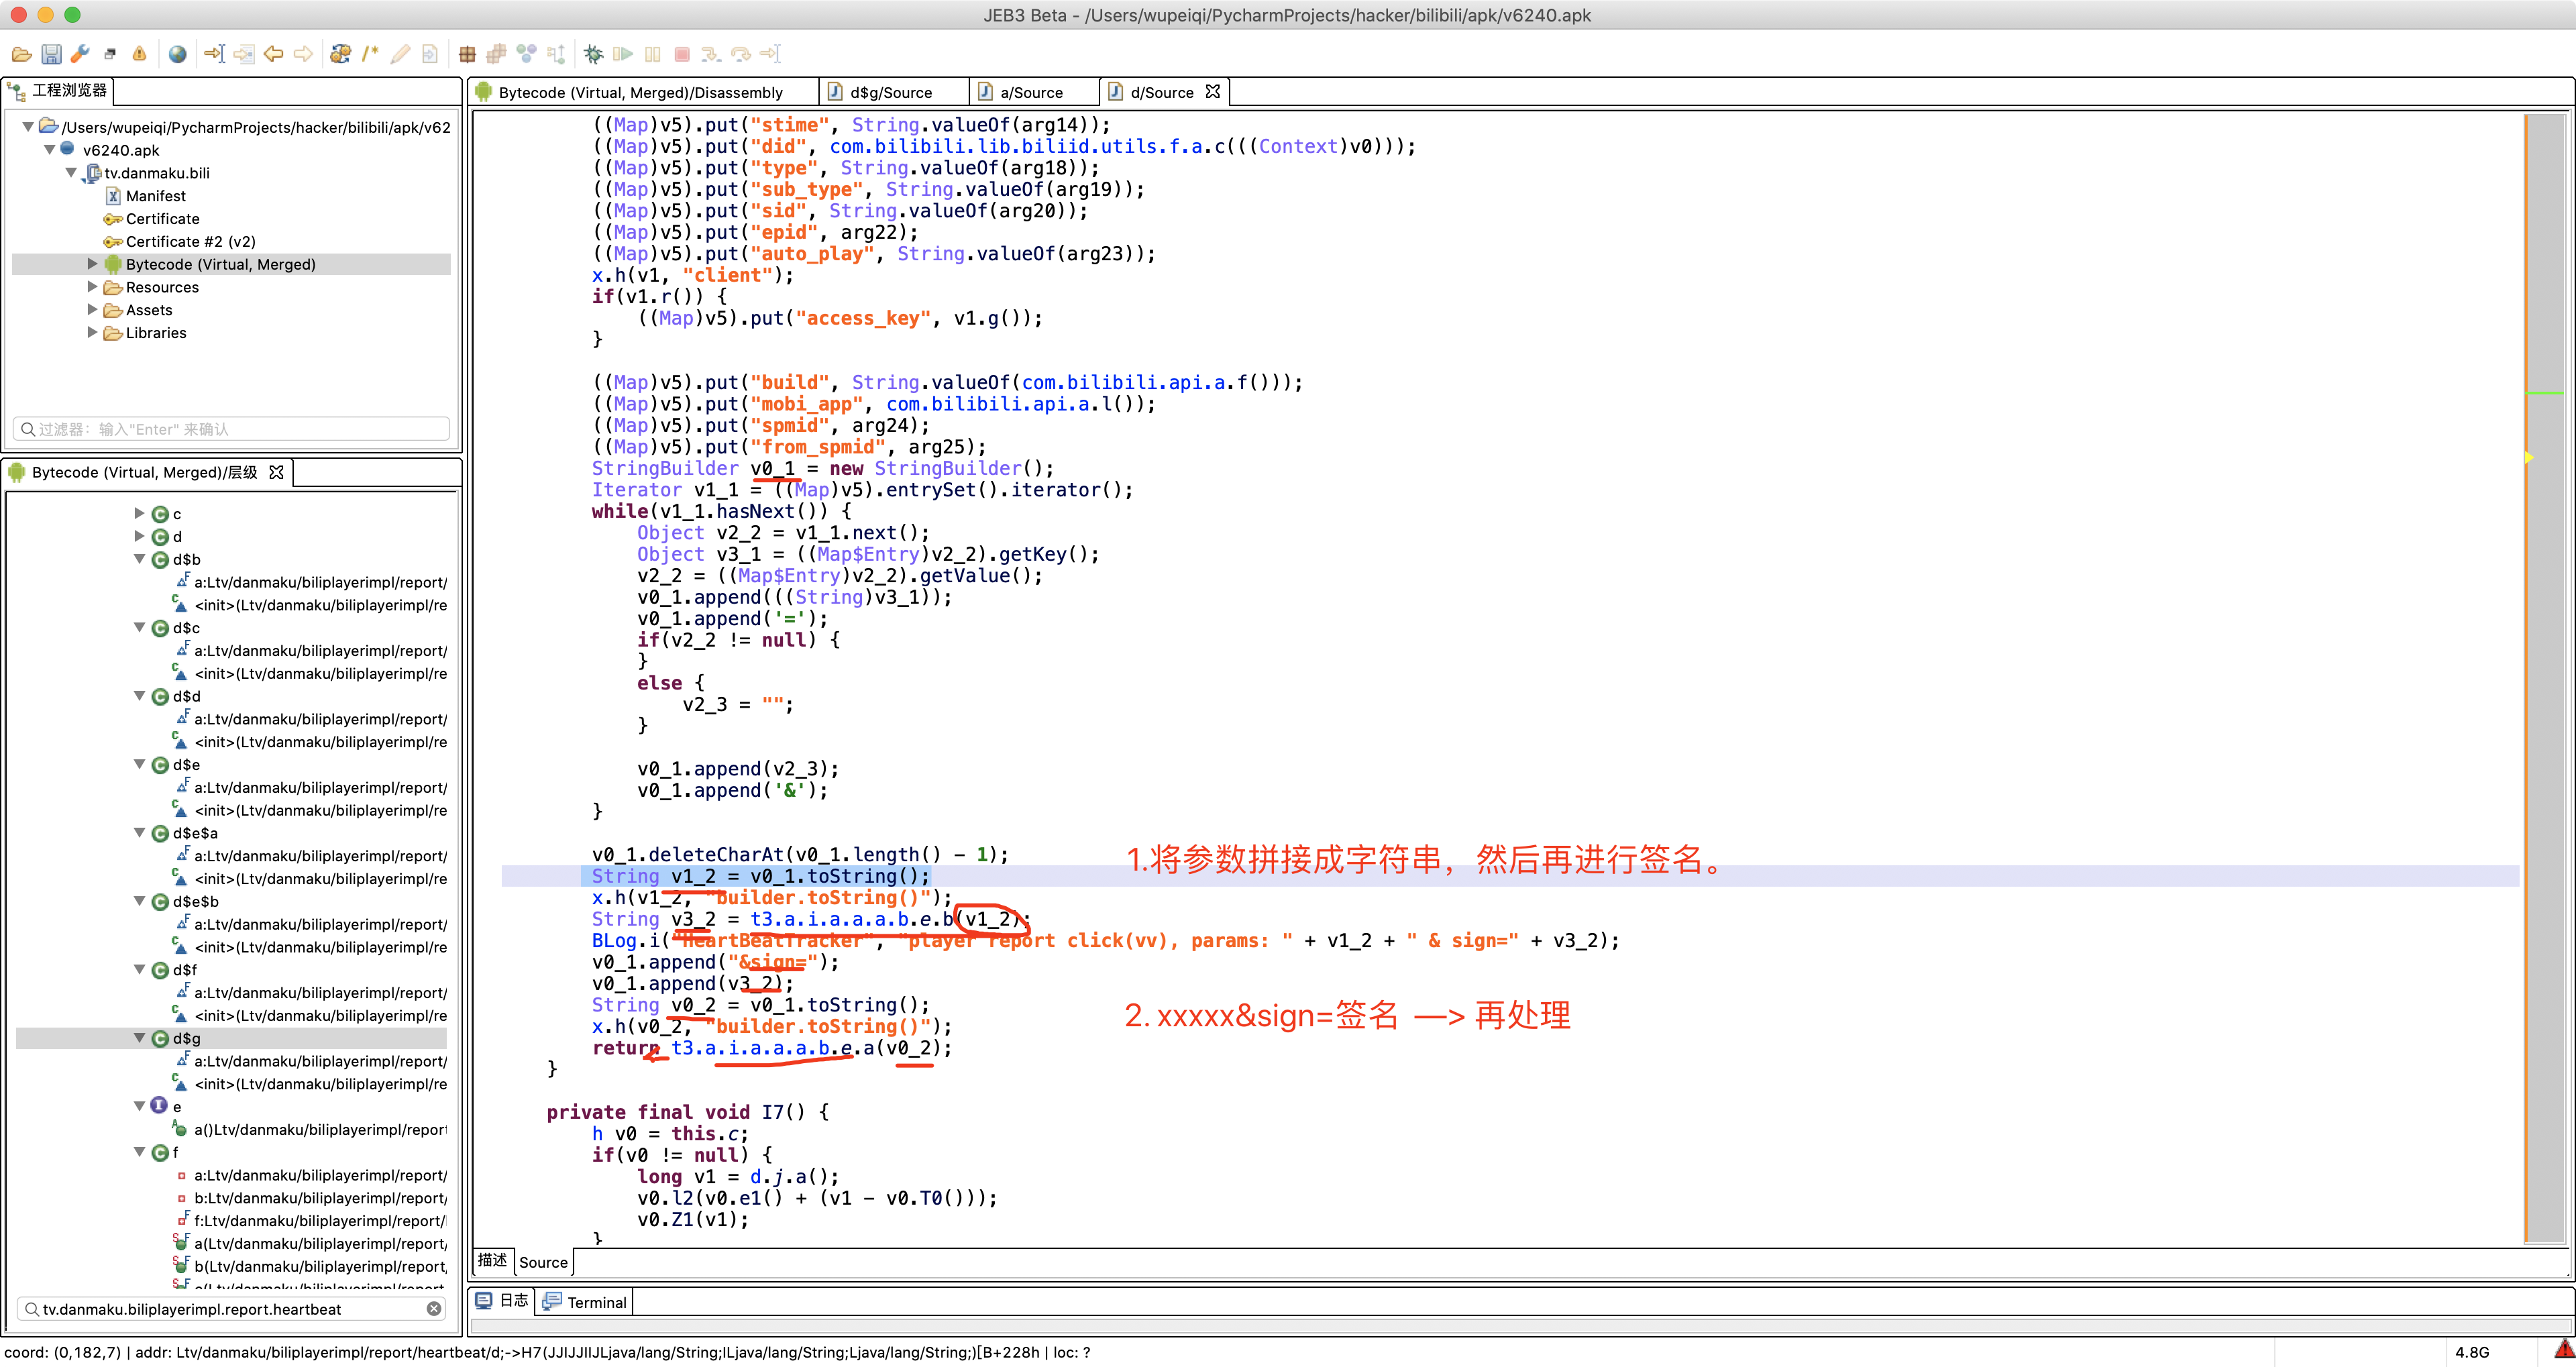 JEB3 Beta - /Users/wupeiqi/PycharmProjects/hacker/bilibili/apk/v6240.apk
工程浏览器
/Users/wupeiqi/PycharmProjects/hacker/bilibili/apk/v62
v6240.apk
tv.danmaku.bili
Manifest
Certificate
Certificate #2 (v2)
Bytecode (Virtual, Merged)
Resources
Assets
Libraries
过滤器：输入"Enter" 来确认
Bytecode (Virtual, Merged)/层级
c
d
d$b
a:Ltv/danmaku/biliplayerimpl/report/
<init>(Ltv/danmaku/biliplayerimpl/re
d$c
a:Ltv/danmaku/biliplayerimpl/report/
<init>(Ltv/danmaku/biliplayerimpl/re
d$d
a:Ltv/danmaku/biliplayerimpl/report/
<init>(Ltv/danmaku/biliplayerimpl/re
d$e
a:Ltv/danmaku/biliplayerimpl/report/
<init>(Ltv/danmaku/biliplayerimpl/re
d$e$a
a:Ltv/danmaku/biliplayerimpl/report/
<init>(Ltv/danmaku/biliplayerimpl/re
d$e$b
a:Ltv/danmaku/biliplayerimpl/report/
<init>(Ltv/danmaku/biliplayerimpl/re
d$f
a:Ltv/danmaku/biliplayerimpl/report/
<init>(Ltv/danmaku/biliplayerimpl/re
d$g
a:Ltv/danmaku/biliplayerimpl/report/
<init>(Ltv/danmaku/biliplayerimpl/re
e
a()Ltv/danmaku/biliplayerimpl/report
f
a:Ltv/danmaku/biliplayerimpl/report/
b:Ltv/danmaku/biliplayerimpl/report/
f:Ltv/danmaku/biliplayerimpl/report/
a(Ltv/danmaku/biliplayerimpl/report/
b(Ltv/danmaku/biliplayerimpl/report,
tv.danmaku.biliplayerimpl.report.heartbeat
Bytecode (Virtual, Merged)/Disassembly d$g/Source a/Source d/Source
((Map)v5).put("stime", String.valueOf(arg14));
((Map)v5).put("did", com.bilibili.lib.biliid.utils.f.a.c(((Context)v0)));
((Map)v5).put("type", String.valueOf(arg18));
((Map)v5).put("sub_type", String.valueOf(arg19));
((Map)v5).put("sid", String.valueOf(arg20));
((Map)v5).put("epid", arg22);
((Map)v5).put("auto_play", String.valueOf(arg23));
x.h(v1, "client");
if(v1.r()) {
((Map)v5).put("access_key", v1.g());
}
((Map)v5).put("build", String.valueOf(com.bilibili.api.a.f()));
((Map)v5).put("mobi_app", com.bilibili.api.a.l());
((Map)v5).put("spmid", arg24);
((Map)v5).put("from_spmid", arg25);
StringBuilder v0_1 = new StringBuilder();
Iterator v1_1 = ((Map)v5).entrySet().iterator();
while(v1_1.hasNext()) {
Object v2_2 = v1_1.next();
Object v3_1 = ((Map$Entry)v2_2).getKey();
v2_2 = ((Map$Entry)v2_2).getValue();
v0_1.append(((String)v3_1));
v0_1.append('=');
if(v2_2 != null) {
}
else {
v2_3 = "";
}
v0_1.append(v2_3);
v0_1.append('&');
}
v0_1.deleteCharAt(v0_1.length() - 1);
1.将参数拼接成字符串，然后再进行签名。
String v1_2 = v0_1.toString();
x.h(v1_2, "builder.toString()");
String v3_2 = t3.a.i.a.a.a.b.e.b(v1_2);
BLog.i("HeartBeatTracker", "player report click(vv), params: " + v1_2 + " & sign=" + v3_2);
v0_1.append("&sign=");
v0_1.append(v3_2);
String v0_2 = v0_1.toString();
2. xxxxx&sign=签名 —> 再处理
x.h(v0_2, "builder.toString()");
return t3.a.i.a.a.a.b.e.a(v0_2);
}
private final void I7() {
h v0 = this.c;
if(v0 != null) {
long v1 = d.j.a();
v0.l2(v0.e1() + (v1 - v0.T0()));
v0.Z1(v1);
}
描述 Source
日志 Terminal
coord: (0,182,7) | addr: Ltv/danmaku/biliplayerimpl/report/heartbeat/d;->H7(JJIJJIIJLjava/lang/String;ILjava/lang/String;Ljava/lang/String;)[B+228h | loc: ?
4.8G